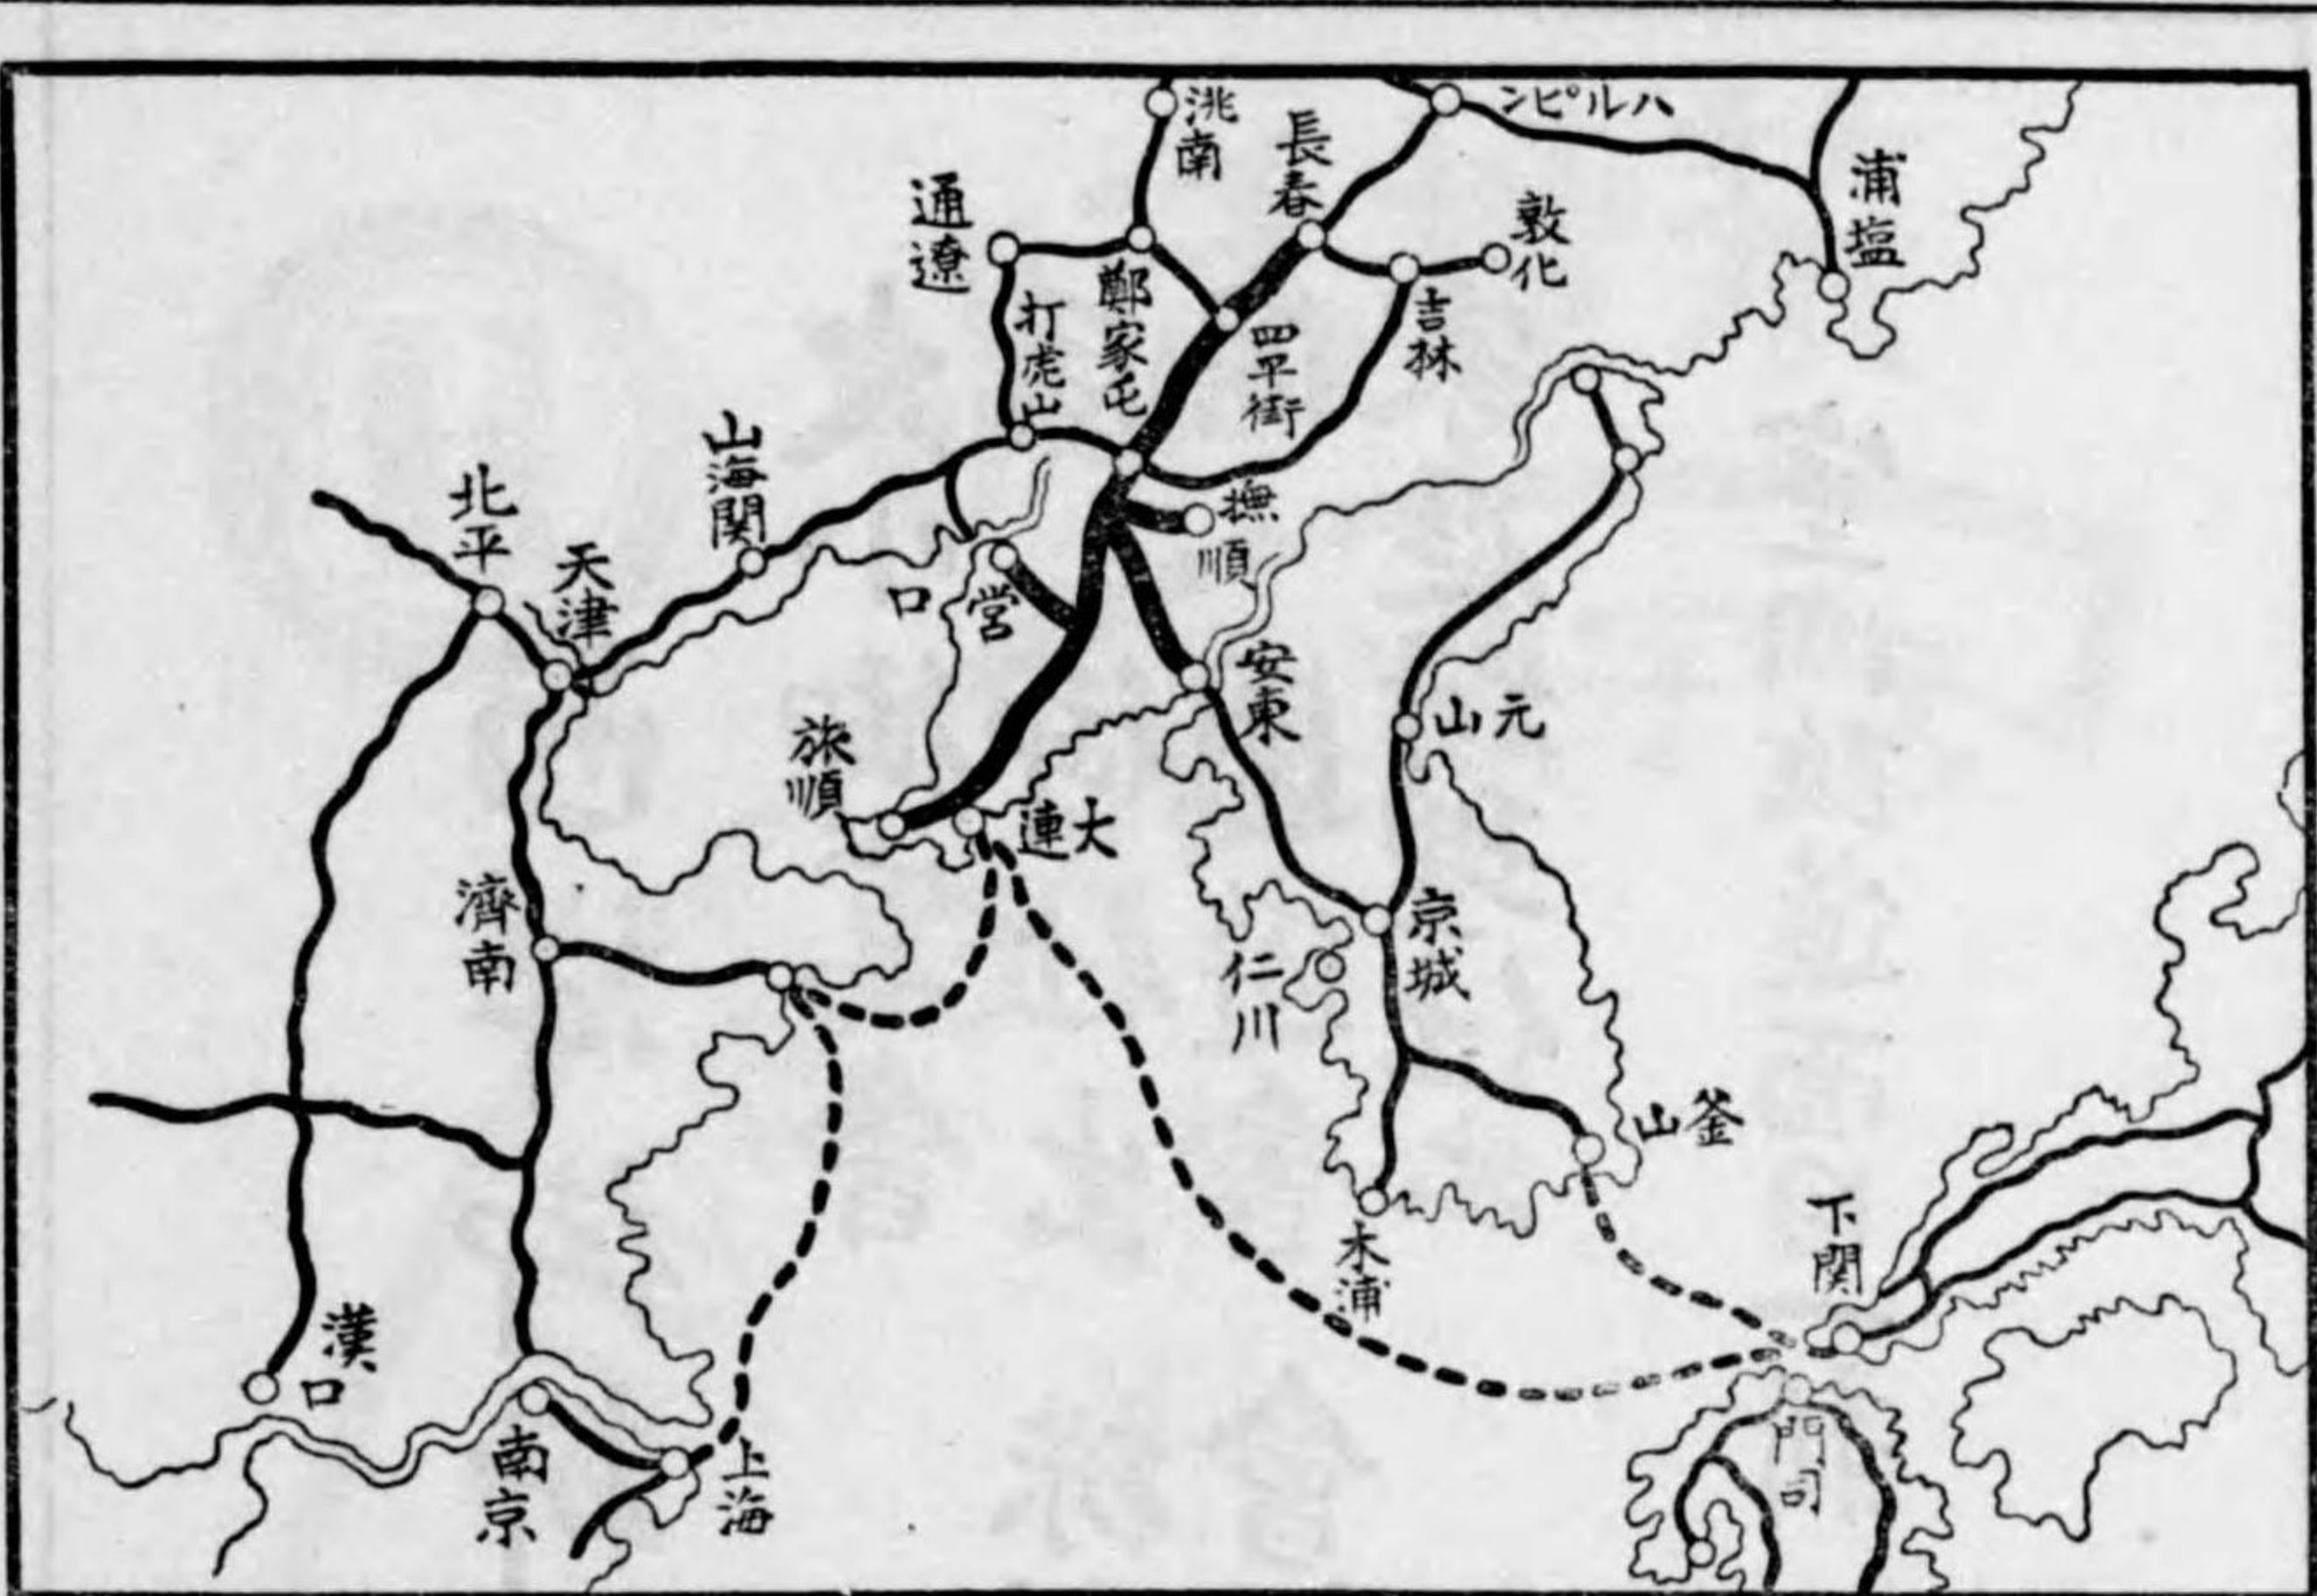 洮南
ハルピン
長春
浦塩
通遼
敦化
鄭家屯
打虎山
吉林
四平街
山海関
北平
撫順
天津
営口
安東
元山
旅順
大連
濟南
京城
仁川
釜山
下関
木浦
漢口
門司
南京
上海